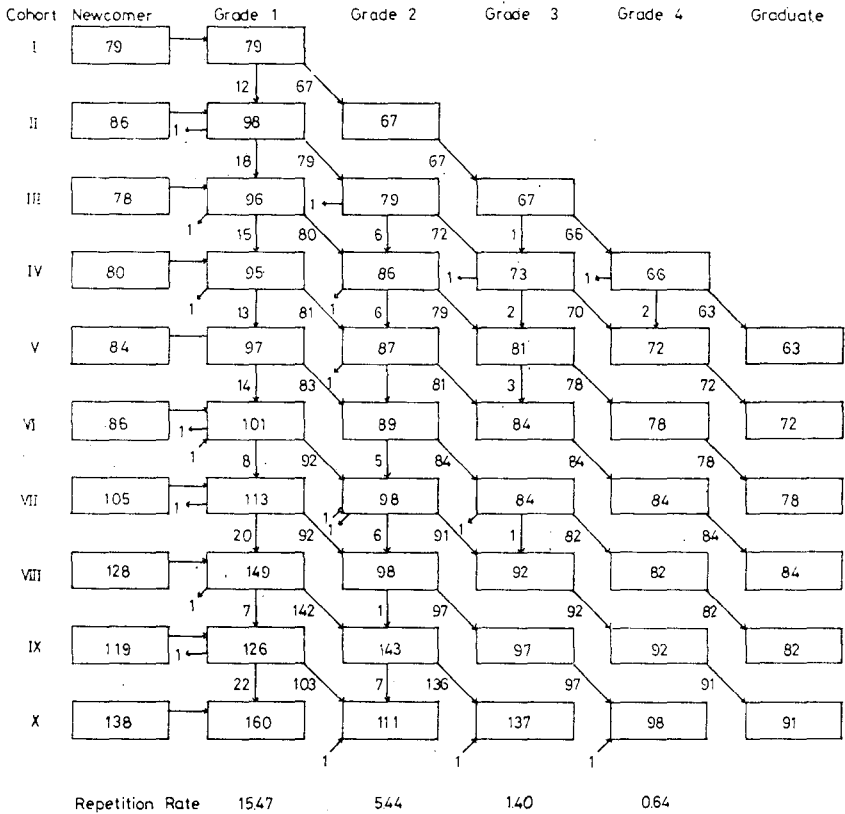 Cohort Newcomer Grade 1 Grade 2 Grade 3 Grade 4 Graduate
I 79 79
12 67
II 86 1 98 67
18 79 67
III 78 96 1 79 67
1 15 80 6 72 1 66
IV 80 95 86 1 73 1 66
1 13 81 1 6 79 2 70 2 63
V 84 97 87 81 72 63
14 83 1 81 3 78 72
VI 86 1 101 89 84 78 72
1 8 92 5 84 84 78
VII 105 1 113 98 84 84 78
20 92 1 1 6 91 1 1 82 84
VIII 128 149 98 92 82 84
1 7 142 1 97 92 82
IX 119 1 126 143 97 92 82
22 103 7 136 97 91
X 138 160 111 137 98 91
1 1 1
Repetition Rate 15.47 5.44 1.40 0.64